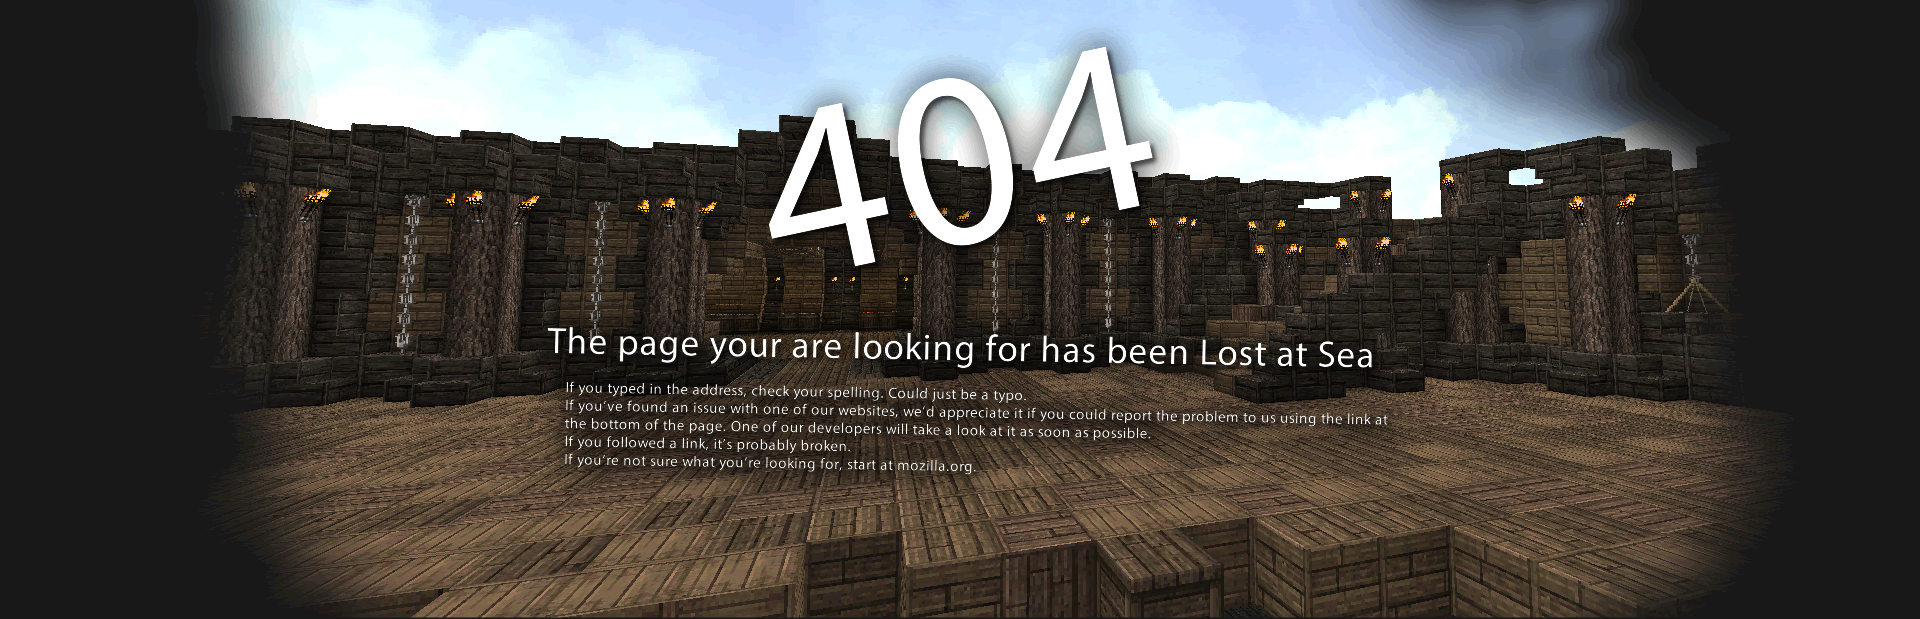 404
The page your are looking for has been Lost at Sea
If you typed in the address, check your spelling. Could just be a typo.
If you've found an issue with one of our websites, we'd appreciate it if you could report the problem to us using the link at
the bottom of the page. One of our developers will take a look at it as soon as possible.
If you followed a link, it's probably broken.
If you're not sure what you're looking for, start at mozilla.org.